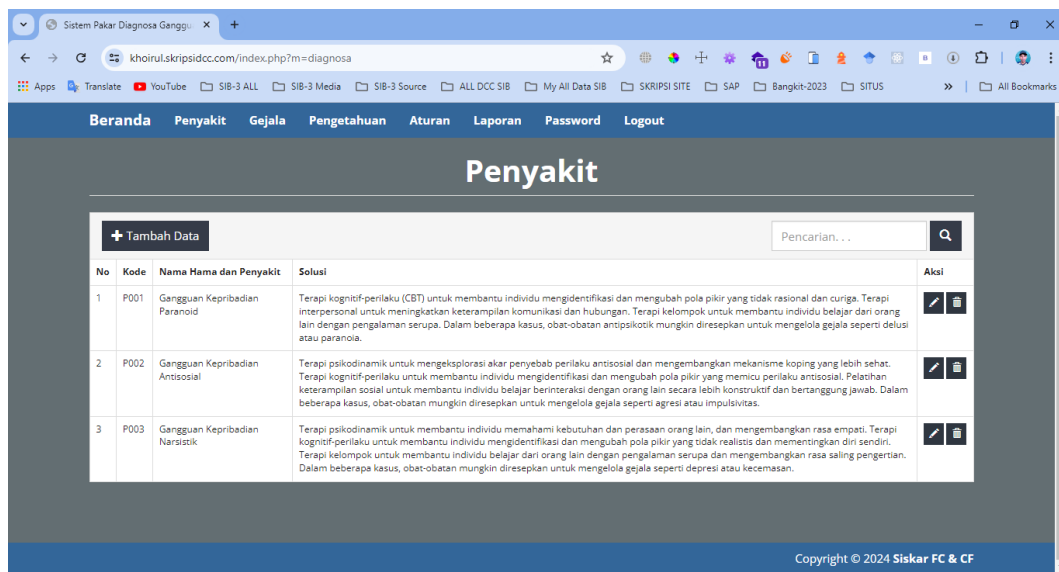 Sistem Pakar Diagnosa Ganggu
khoirul.skripsidcc.com/index.php?m=diagnosa
11
Apps Translate YouTube SIB-3 ALL SIB-3 Media SIB-3 Source ALL DCC SIB My All Data SIB SKRIPSI SITE SAP Bangkit-2023 SITUS All Bookmarks
Beranda Penyakit Gejala Pengetahuan Aturan Laporan Password Logout
Penyakit
Tambah Data Pencarian. . .
No Kode Nama Hama dan Penyakit Solusi Aksi
1 P001 Gangguan Kepribadian Paranoid
Terapi kognitif-perilaku (CBT) untuk membantu individu mengidentifikasi dan mengubah pola pikir yang tidak rasional dan curiga. Terapi
interpersonal untuk meningkatkan keterampilan komunikasi dan hubungan. Terapi kelompok untuk membantu individu belajar dari orang
lain dengan pengalaman serupa. Dalam beberapa kasus, obat-obatan antipsikotik mungkin diresepkan untuk mengelola gejala seperti delusi
atau paranoia.
2 P002 Gangguan Kepribadian Antisosial
Terapi psikodinamik untuk mengeksplorasi akar penyebab perilaku antisosial dan mengembangkan mekanisme koping yang lebih sehat.
Terapi kognitif-perilaku untuk membantu individu mengidentifikasi dan mengubah pola pikir yang memicu perilaku antisosial. Pelatihan
keterampilan sosial untuk membantu individu belajar berinteraksi dengan orang lain secara lebih konstruktif dan bertanggung jawab. Dalam
beberapa kasus, obat-obatan mungkin diresepkan untuk mengelola gejala seperti agresi atau impulsivitas.
3 P003 Gangguan Kepribadian Narsistik
Terapi psikodinamik untuk membantu individu memahami kebutuhan dan perasaan orang lain, dan mengembangkan rasa empati. Terapi
kognitif-perilaku untuk membantu individu mengidentifikasi dan mengubah pola pikir yang tidak realistis dan mementingkan diri sendiri.
Terapi kelompok untuk membantu individu belajar dari orang lain dengan pengalaman serupa dan mengembangkan rasa saling pengertian.
Dalam beberapa kasus, obat-obatan mungkin diresepkan untuk mengelola gejala seperti depresi atau kecemasan.
Copyright © 2024 Siskar FC & CF